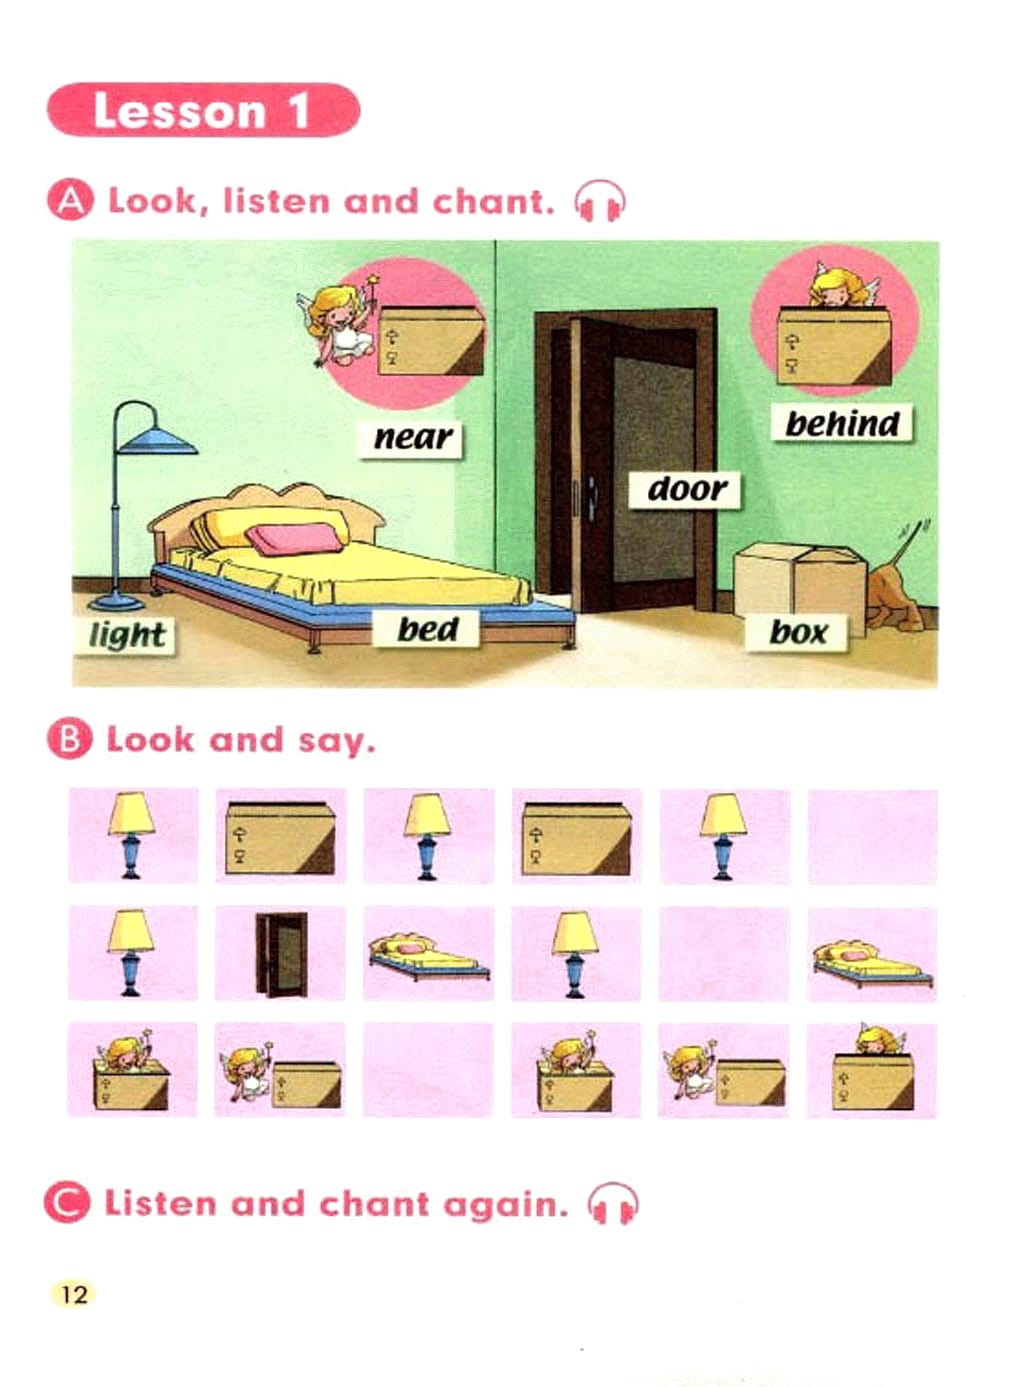 Lesson 1
A Look, listen and chant.
near
behind
door
light
bed
box
B Look and say.
C Listen and chant again.
12